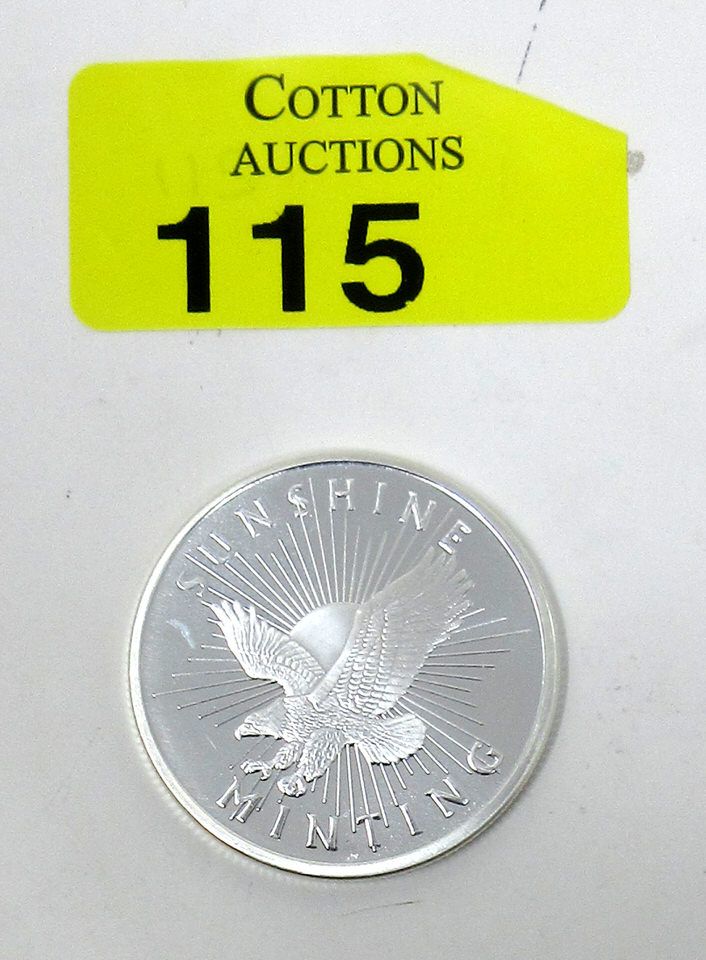 COTTON
AUCTIONS
115
SUNSHINE
MINTING